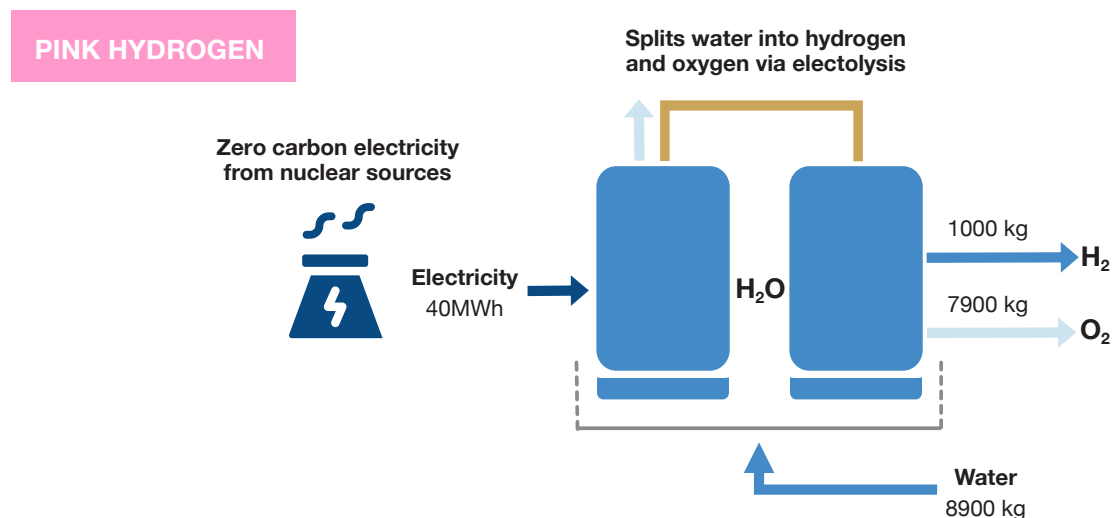 PINK HYDROGEN
Splits water into hydrogen
and oxygen via electolysis
Zero carbon electricity
from nuclear sources
Electricity
40MWh
H₂O
1000 kg
H₂
7900 kg
O₂
Water
8900 kg